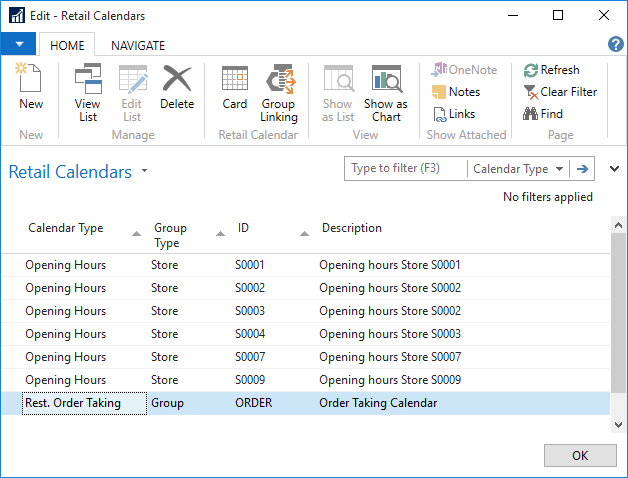 Edit - Retail Calendars
HOME NAVIGATE
New View List Edit List Delete Card Group Linking Show as List Show as Chart OneNote Notes Links Refresh Clear Filter Find
New Manage Retail Calendar View Show Attached Page
Retail Calendars Type to filter (F3) Calendar Type
No filters applied
Calendar Type Group Type ID Description
Opening Hours Store S0001 Opening hours Store S0001
Opening Hours Store S0002 Opening hours Store S0002
Opening Hours Store S0003 Opening hours Store S0002
Opening Hours Store S0004 Opening hours Store S0003
Opening Hours Store S0007 Opening hours Store S0007
Opening Hours Store S0009 Opening hours Store S0009
Rest. Order Taking Group ORDER Order Taking Calendar
OK